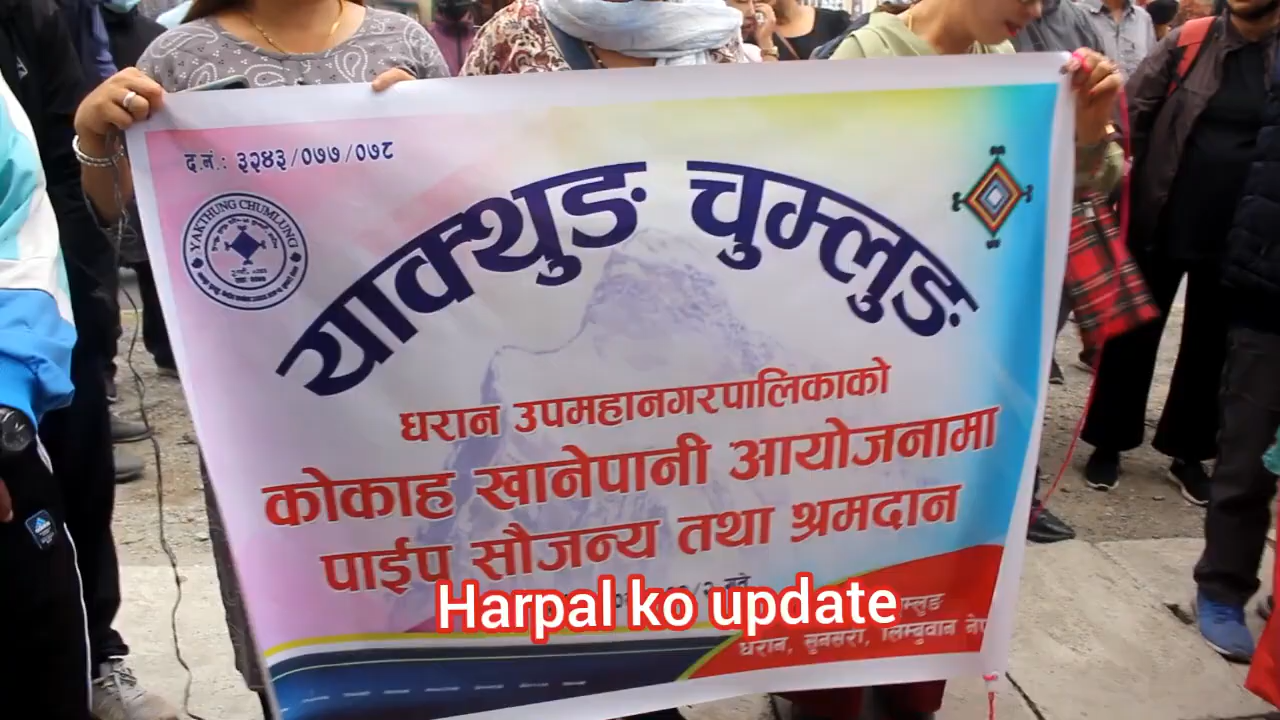 द.नं.: ३२४३/०७७/०७८
YAKTHUNG CHUMLUNG
याक्थुङ चुम्लुङ
धरान उपमहानगरपालिकाको
कोकाह खानेपानी आयोजनामा
पाईप सौजन्य तथा श्रमदान
Harpal ko update
धरान, सुनसरी, लिम्बुवान